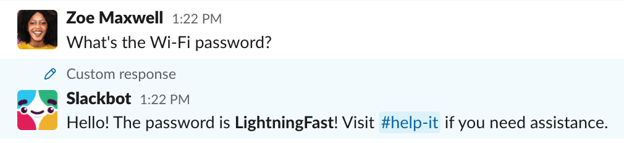 Zoe Maxwell 1:22 PM
What's the Wi-Fi password?
Custom response
Slackbot 1:22 PM
Hello! The password is LightningFast! Visit #help-it if you need assistance.